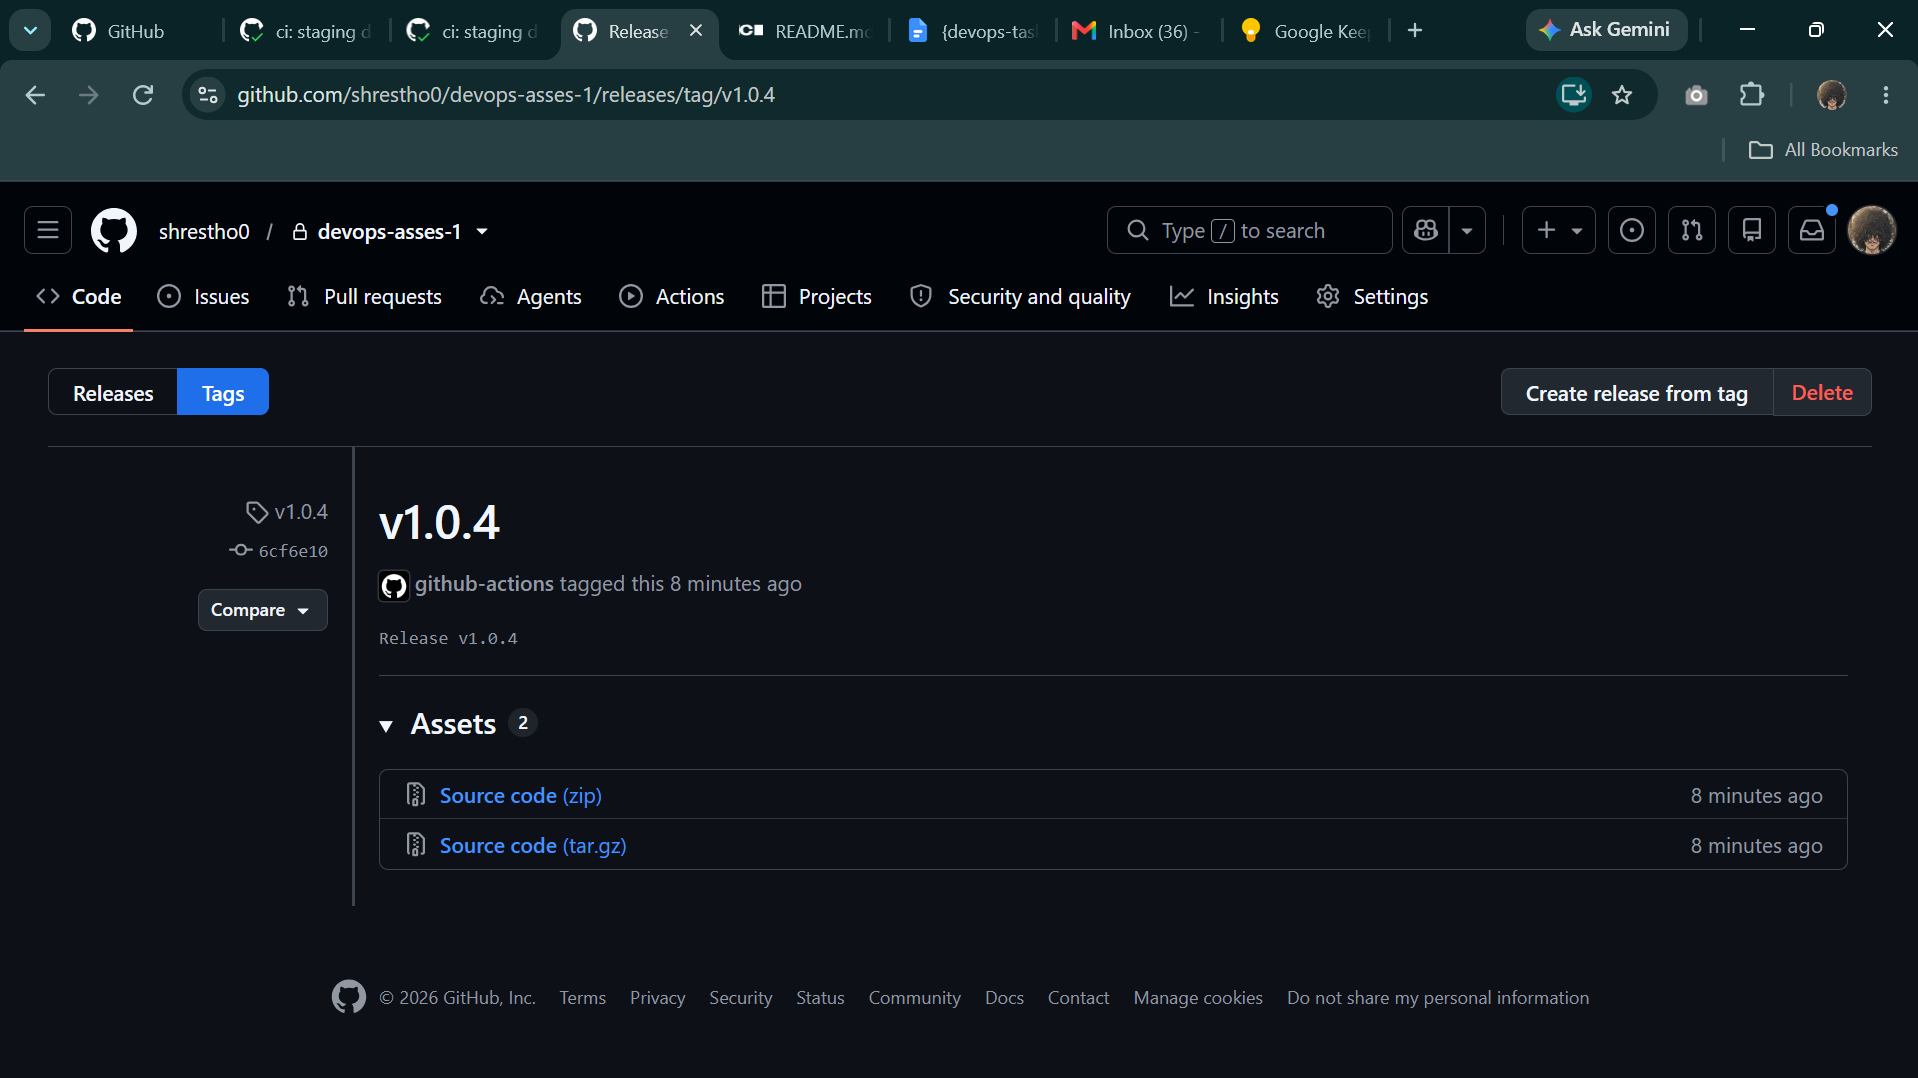 GitHub
ci: staging d
ci: staging d
Release
README.md
{devops-tas
Inbox (36) -
Google Kee
Ask Gemini
github.com/shrestho0/devops-asses-1/releases/tag/v1.0.4
All Bookmarks
shrestho0 / devops-asses-1
Type / to search
Code
Issues
Pull requests
Agents
Actions
Projects
Security and quality
Insights
Settings
Releases
Tags
Create release from tag
Delete
v1.0.4
6cf6e10
Compare
v1.0.4
github-actions tagged this 8 minutes ago
Release v1.0.4
Assets 2
Source code (zip)
8 minutes ago
Source code (tar.gz)
8 minutes ago
© 2026 GitHub, Inc. Terms Privacy Security Status Community Docs Contact Manage cookies Do not share my personal information